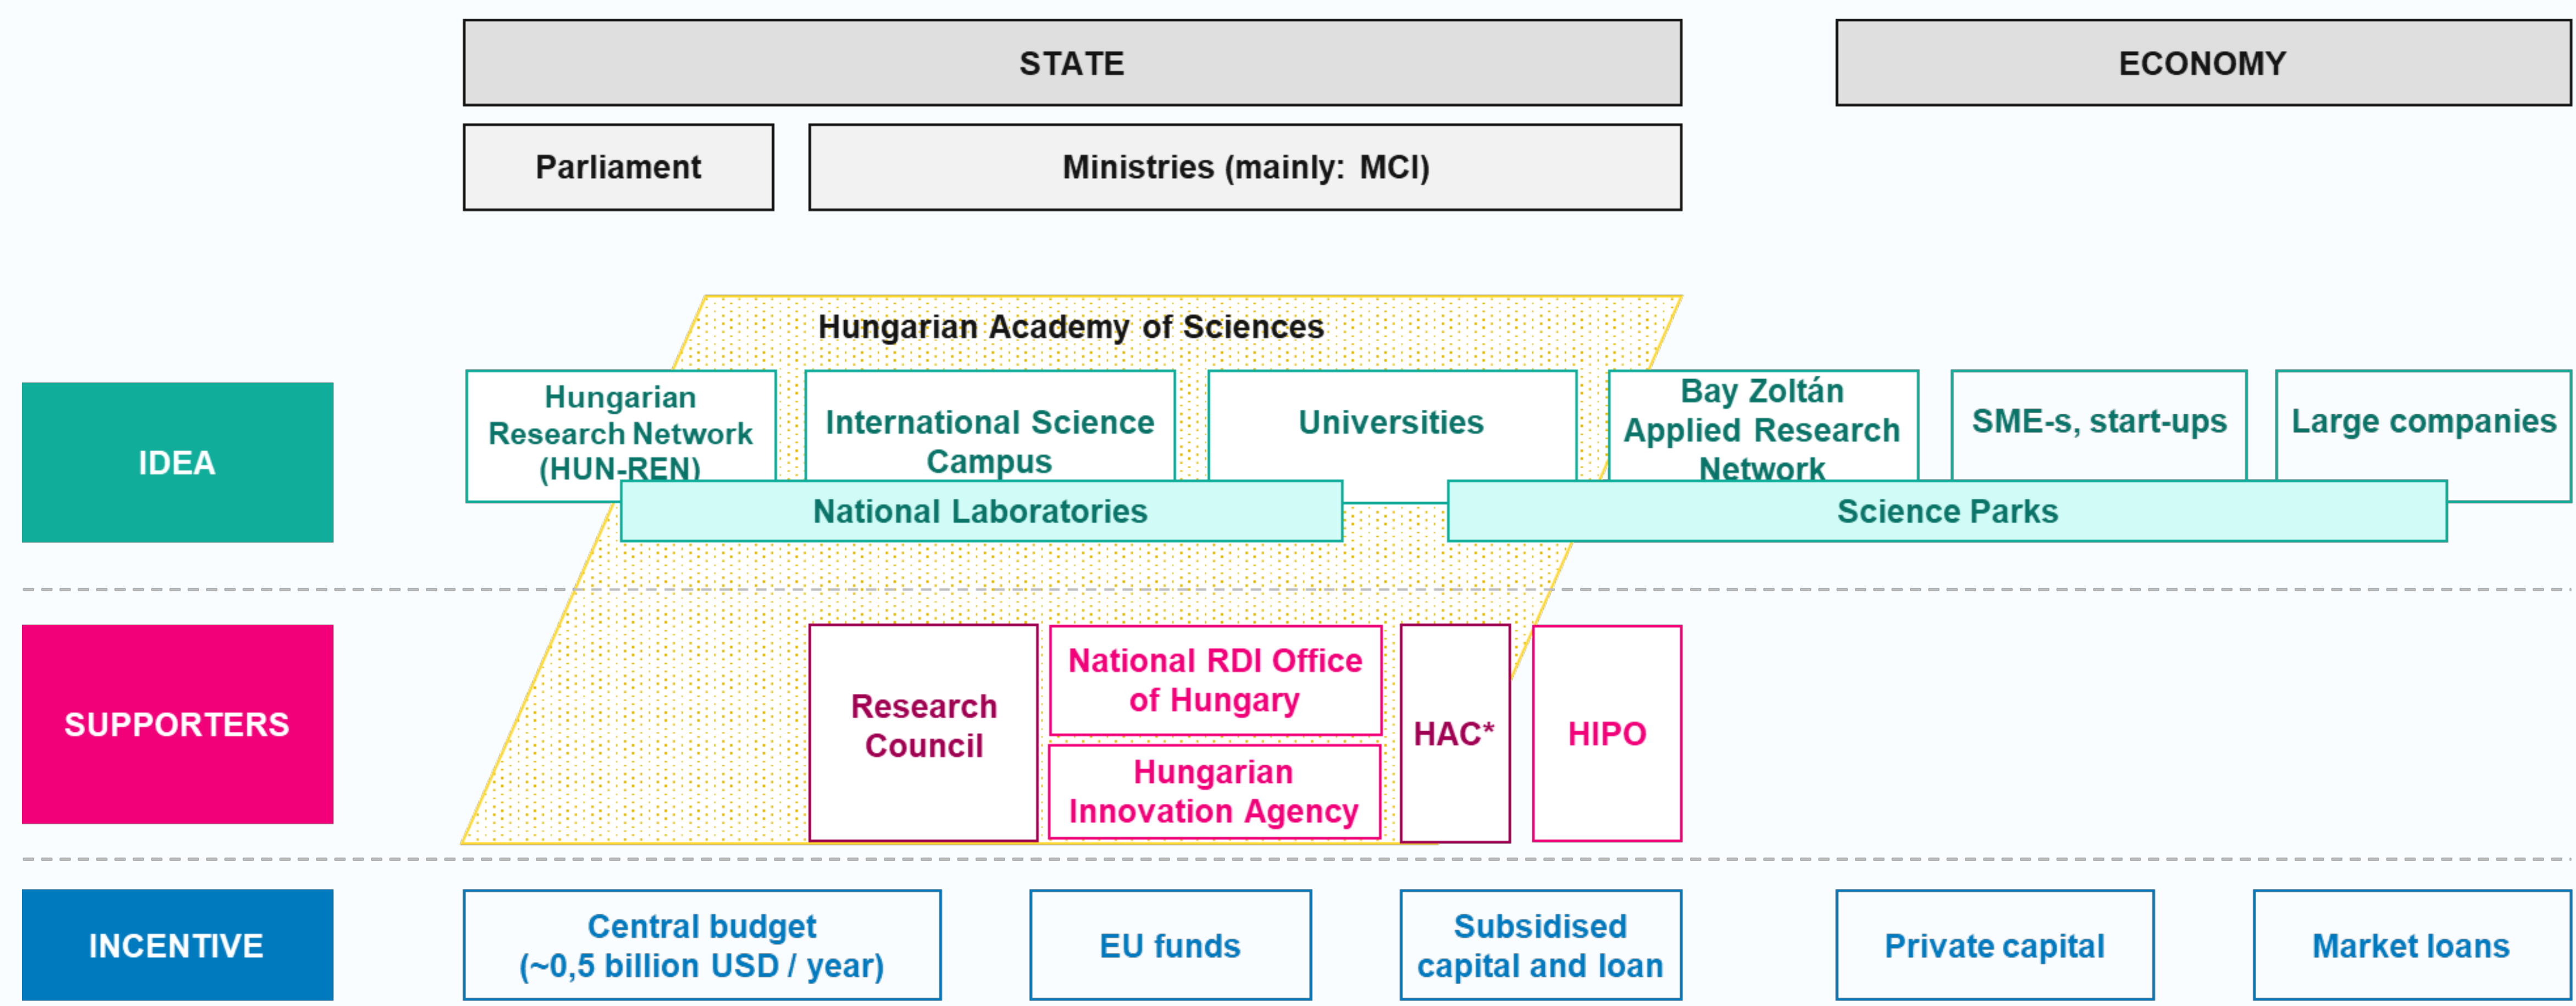 STATE
ECONOMY
Parliament
Ministries (mainly: MCI)
Hungarian Academy of Sciences
IDEA
Hungarian
Research Network
(HUN-REN)
International Science
Campus
Universities
Bay Zoltán
Applied Research
Network
SME-s, start-ups
Large companies
National Laboratories
Science Parks
SUPPORTERS
Research
Council
National RDI Office
of Hungary
Hungarian
Innovation Agency
HAC*
HIPO
INCENTIVE
Central budget
(~0,5 billion USD / year)
EU funds
Subsidised
capital and loan
Private capital
Market loans